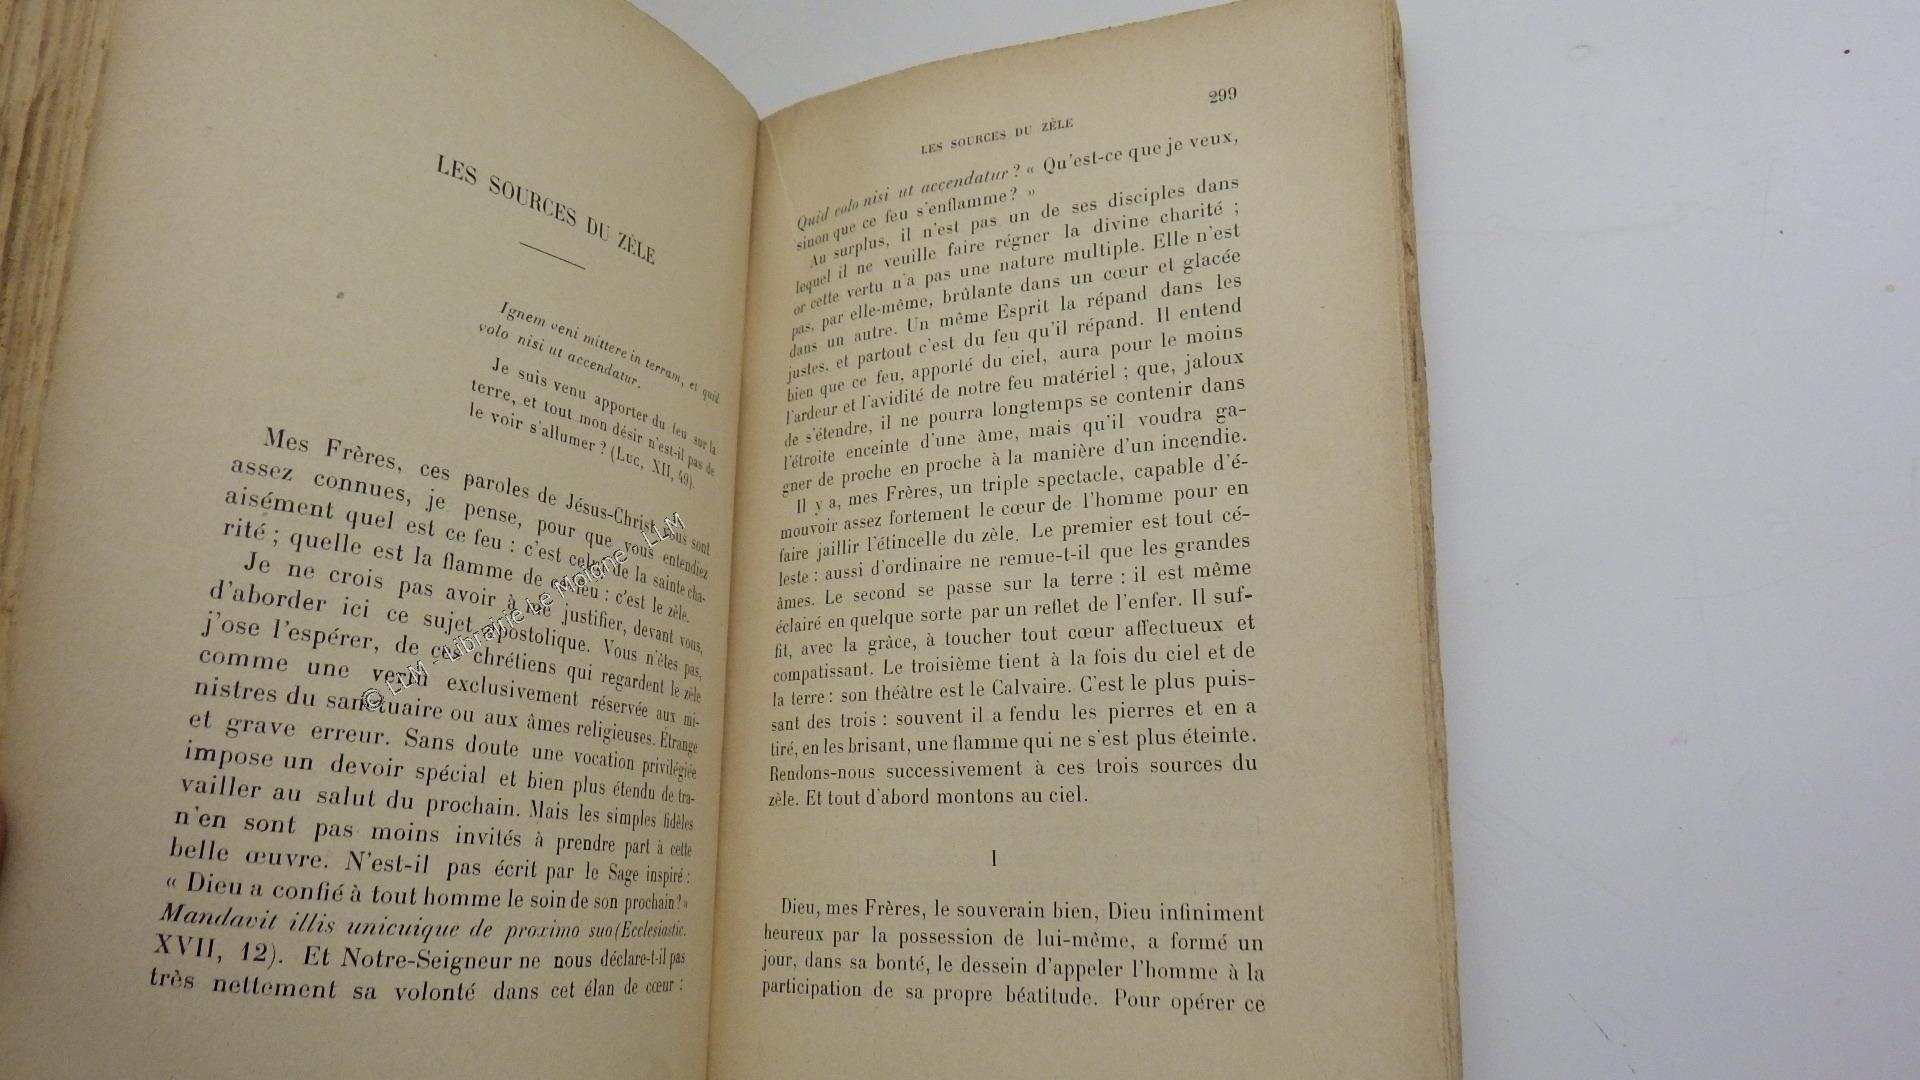 LES SOURCES DU ZÈLE
Ignem veni mittere in terram, et quid
volo nisi ut accendatur.
Je suis venu apporter du feu sur la
terre, et tout mon désir n'est-il pas de
le voir s'allumer ? (Luc, XII, 49).
Mes Frères, ces paroles de Jésus-Christ vous sont
assez connues, je pense, pour que vous entendiez
aisément quel est ce feu : c'est celui de la sainte cha-
rité ; quelle est la flamme de ce feu : c'est le zèle.
Je ne crois pas avoir à me justifier, devant vous,
d'aborder ici ce sujet apostolique. Vous n'êtes pas,
j'ose l'espérer, de ces chrétiens qui regardent le zèle
comme une vertu exclusivement réservée aux mi-
nistres du sanctuaire ou aux âmes religieuses. Étrange
et grave erreur. Sans doute une vocation privilégiée
impose un devoir spécial et bien plus étendu de tra-
vailler au salut du prochain. Mais les simples fidèles
n'en sont pas moins invités à prendre part à cette
belle œuvre. N'est-il pas écrit par le Sage inspiré :
« Dieu a confié à tout homme le soin de son prochain ? »
Mandavit illis unicuique de proximo suo (Ecclesiastic.
XVII, 12). Et Notre-Seigneur ne nous déclare-t-il pas
très nettement sa volonté dans cet élan de cœur :
© LLM - Librairie Le Moigne - LLM
299
LES SOURCES DU ZÈLE
Quid volo nisi ut accendatur ? « Qu'est-ce que je veux,
sinon que ce feu s'enflamme ? »
Au surplus, il n'est pas un de ses disciples dans
lequel il ne veuille faire régner la divine charité ;
or cette vertu n'a pas une nature multiple. Elle n'est
pas, par elle-même, brûlante dans un cœur et glacée
dans un autre. Un même Esprit la répand dans les
justes, et partout c'est du feu qu'il répand. Il entend
bien que ce feu, apporté du ciel, aura pour le moins
l'ardeur et l'avidité de notre feu matériel ; que, jaloux
de s'étendre, il ne pourra longtemps se contenir dans
l'étroite enceinte d'une âme, mais qu'il voudra ga-
gner de proche en proche à la manière d'un incendie.
Il y a, mes Frères, un triple spectacle, capable d'é-
mouvoir assez fortement le cœur de l'homme pour en
faire jaillir l'étincelle du zèle. Le premier est tout cé-
leste : aussi d'ordinaire ne remue-t-il que les grandes
âmes. Le second se passe sur la terre : il est même
éclairé en quelque sorte par un reflet de l'enfer. Il suf-
fit, avec la grâce, à toucher tout cœur affectueux et
compatissant. Le troisième tient à la fois du ciel et de
la terre : son théâtre est le Calvaire. C'est le plus puis-
sant des trois : souvent il a fendu les pierres et en a
tiré, en les brisant, une flamme qui ne s'est plus éteinte.
Rendons-nous successivement à ces trois sources du
zèle. Et tout d'abord montons au ciel.
I
Dieu, mes Frères, le souverain bien, Dieu infiniment
heureux par la possession de lui-même, a formé un
jour, dans sa bonté, le dessein d'appeler l'homme à la
participation de sa propre béatitude. Pour opérer ce